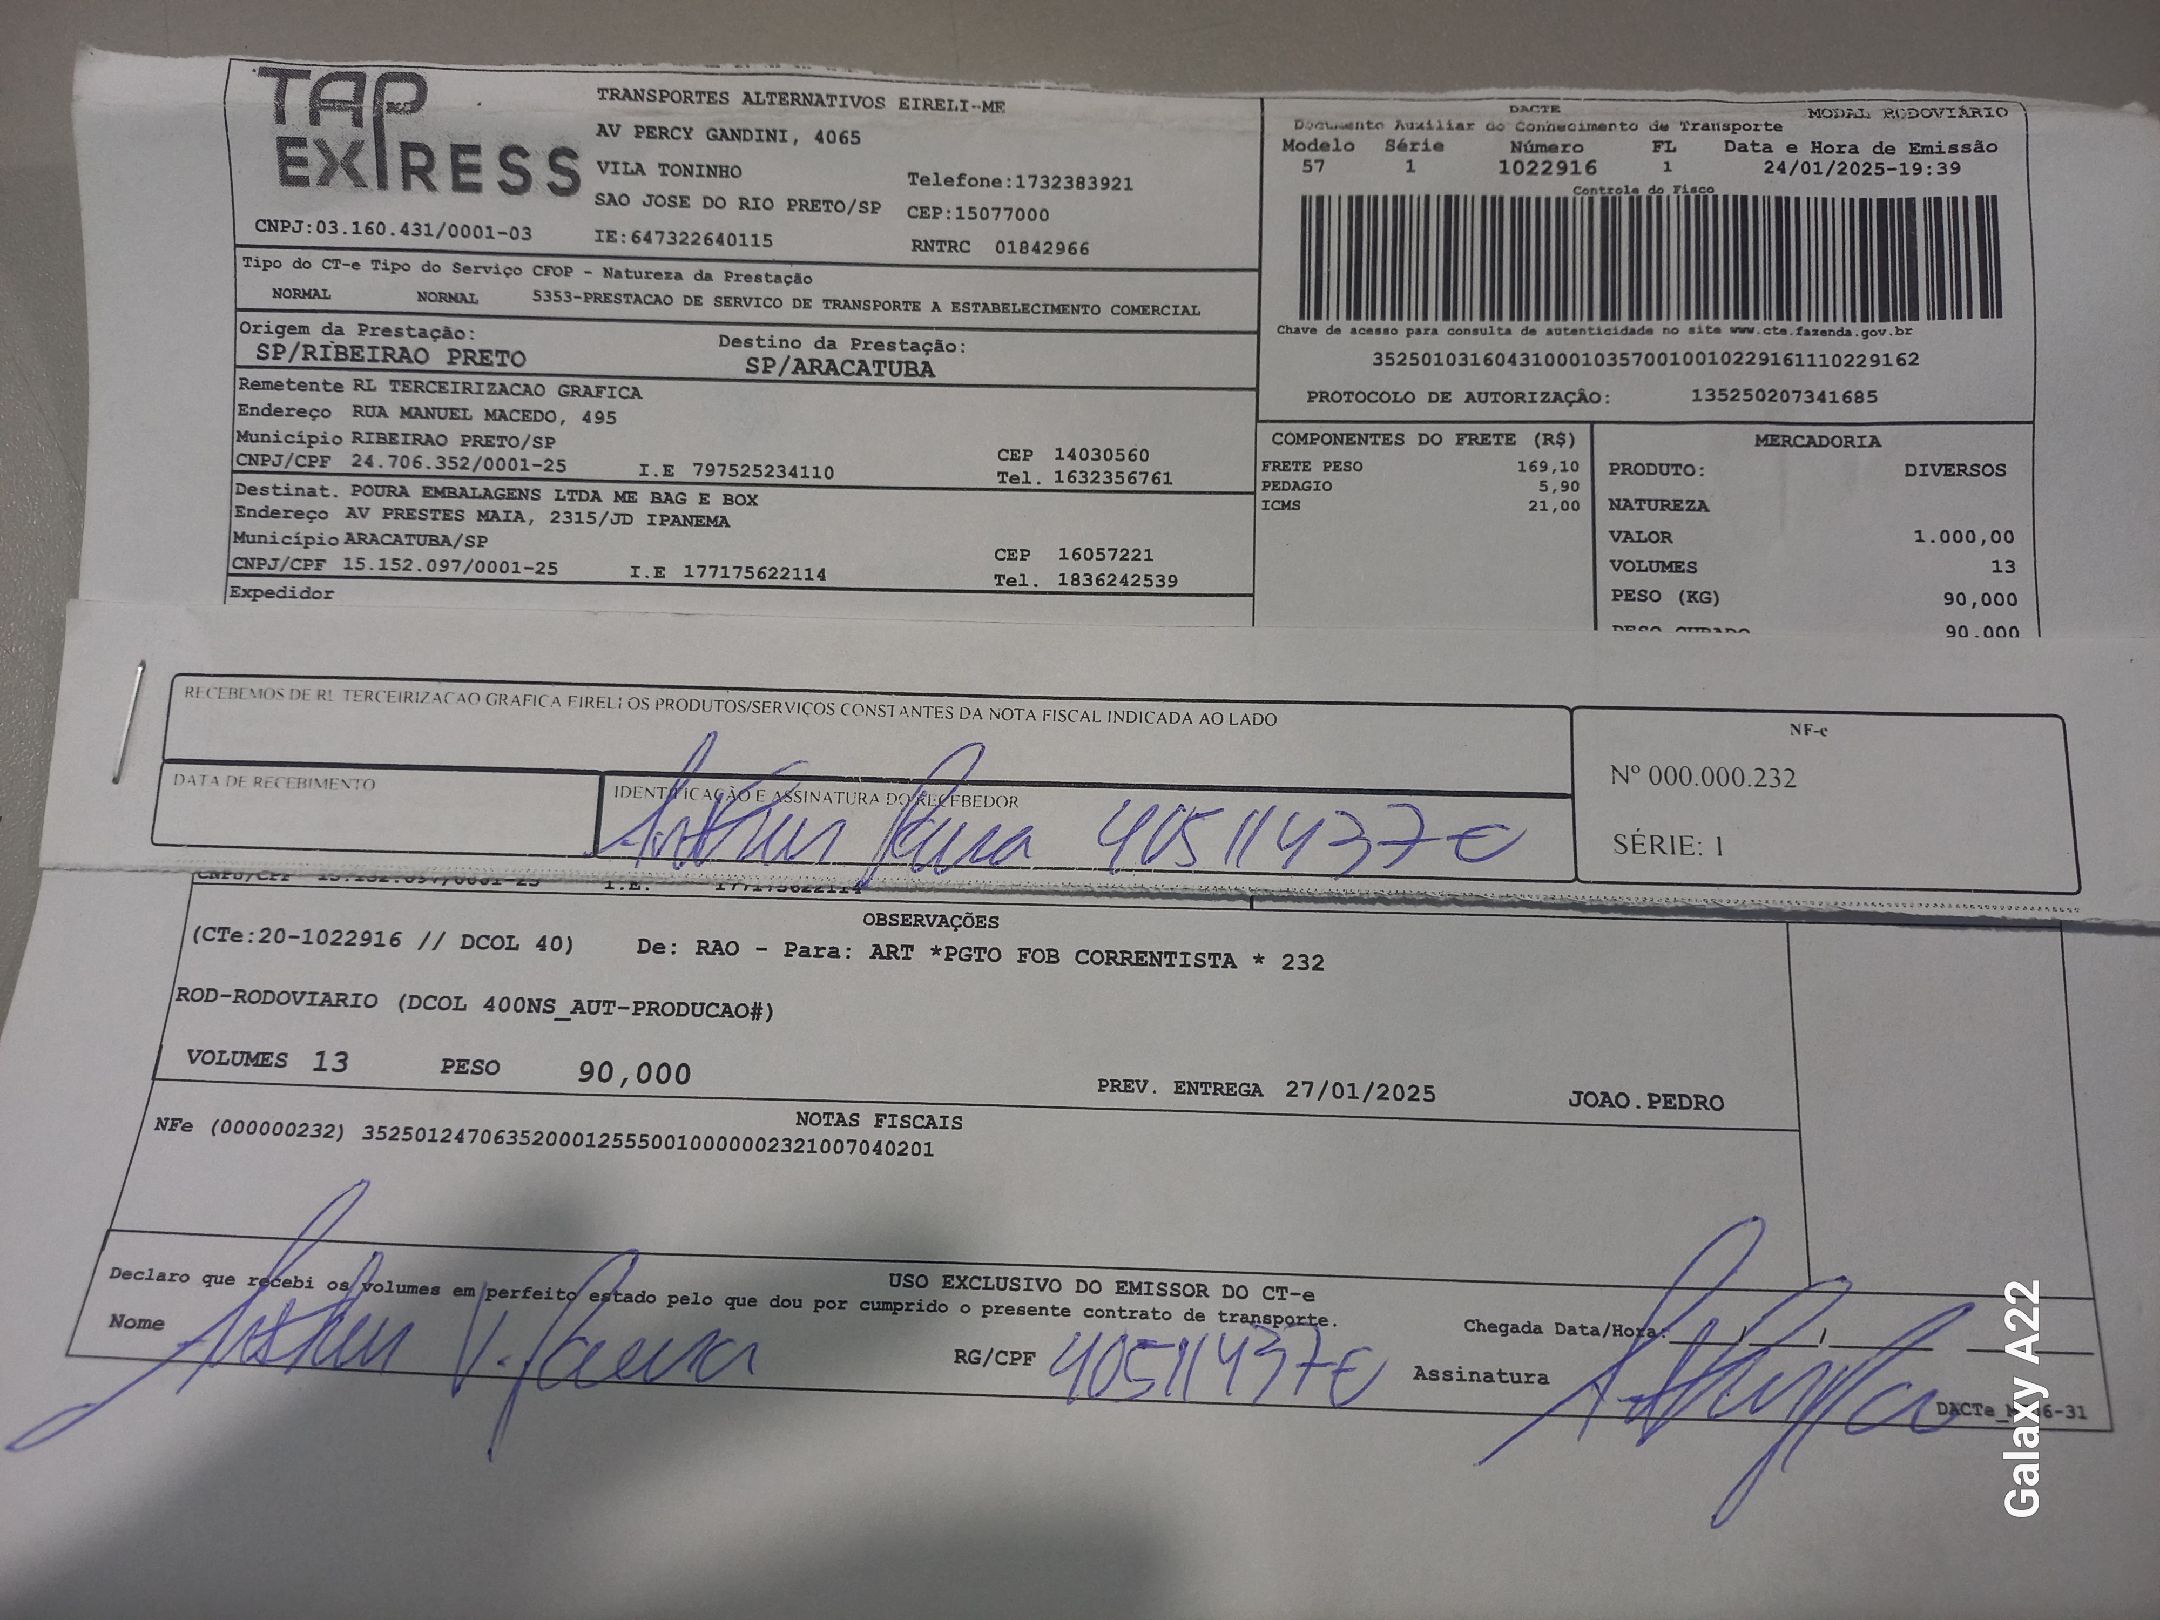 TAP EXPRESS
TRANSPORTES ALTERNATIVOS EIRELI-ME
AV PERCY GANDINI, 4065
VILA TONINHO Telefone:1732383921
SAO JOSE DO RIO PRETO/SP CEP:15077000
CNPJ:03.160.431/0001-03 IE:647322640115 RNTRC 01842966
DACTE MODAL RODOVIÁRIO
Documento Auxiliar do Conhecimento de Transporte
Modelo Série Número FL Data e Hora de Emissão
57 1 1022916 1 24/01/2025-19:39
Controle do Fisco
Chave de acesso para consulta de autenticidade no site www.cte.fazenda.gov.br
35250103160431000103570010010229161110229162
PROTOCOLO DE AUTORIZAÇÂO: 135250207341685
Tipo do CT-e Tipo do Serviço CFOP - Natureza da Prestação
NORMAL NORMAL 5353-PRESTACAO DE SERVICO DE TRANSPORTE A ESTABELECIMENTO COMERCIAL
Origem da Prestação: Destino da Prestação:
SP/RIBEIRAO PRETO SP/ARACATUBA
Remetente RL TERCEIRIZACAO GRAFICA
Endereço RUA MANUEL MACEDO, 495
Município RIBEIRAO PRETO/SP CEP 14030560
CNPJ/CPF 24.706.352/0001-25 I.E 797525234110 Tel. 1632356761
Destinat. POURA EMBALAGENS LTDA ME BAG E BOX
Endereço AV PRESTES MAIA, 2315/JD IPANEMA
Município ARACATUBA/SP CEP 16057221
CNPJ/CPF 15.152.097/0001-25 I.E 177175622114 Tel. 1836242539
Expedidor
COMPONENTES DO FRETE (R$)
FRETE PESO 169,10
PEDAGIO 5,90
ICMS 21,00
MERCADORIA
PRODUTO: DIVERSOS
NATUREZA
VALOR 1.000,00
VOLUMES 13
PESO (KG) 90,000
PESO CUBADO 90.000
RECEBEMOS DE RL TERCEIRIZACAO GRAFICA EIRELI OS PRODUTOS/SERVIÇOS CONSTANTES DA NOTA FISCAL INDICADA AO LADO
DATA DE RECEBIMENTO
IDENTIFICAÇÃO E ASSINATURA DO RECEBEDOR
Arthur
NF-e
Nº 000.000.232
SÉRIE: 1
CNPJ/CPF 15.152.097/0001-25 I.E. 177175622114
OBSERVAÇÕES
(CTe:20-1022916 // DCOL 40) De: RAO - Para: ART *PGTO FOB CORRENTISTA * 232
ROD-RODOVIARIO (DCOL 400NS_AUT-PRODUCAO#)
VOLUMES 13 PESO 90,000 PREV. ENTREGA 27/01/2025 JOAO.PEDRO
NOTAS FISCAIS
NFe (000000232) 35250124706352000125550010000002321007040201
USO EXCLUSIVO DO EMISSOR DO CT-e
Declaro que recebi os volumes em perfeito estado pelo que dou por cumprido o presente contrato de transporte.
Nome Arthur V. RG/CPF
Chegada Data/Hora: / /
Assinatura
Galaxy A22